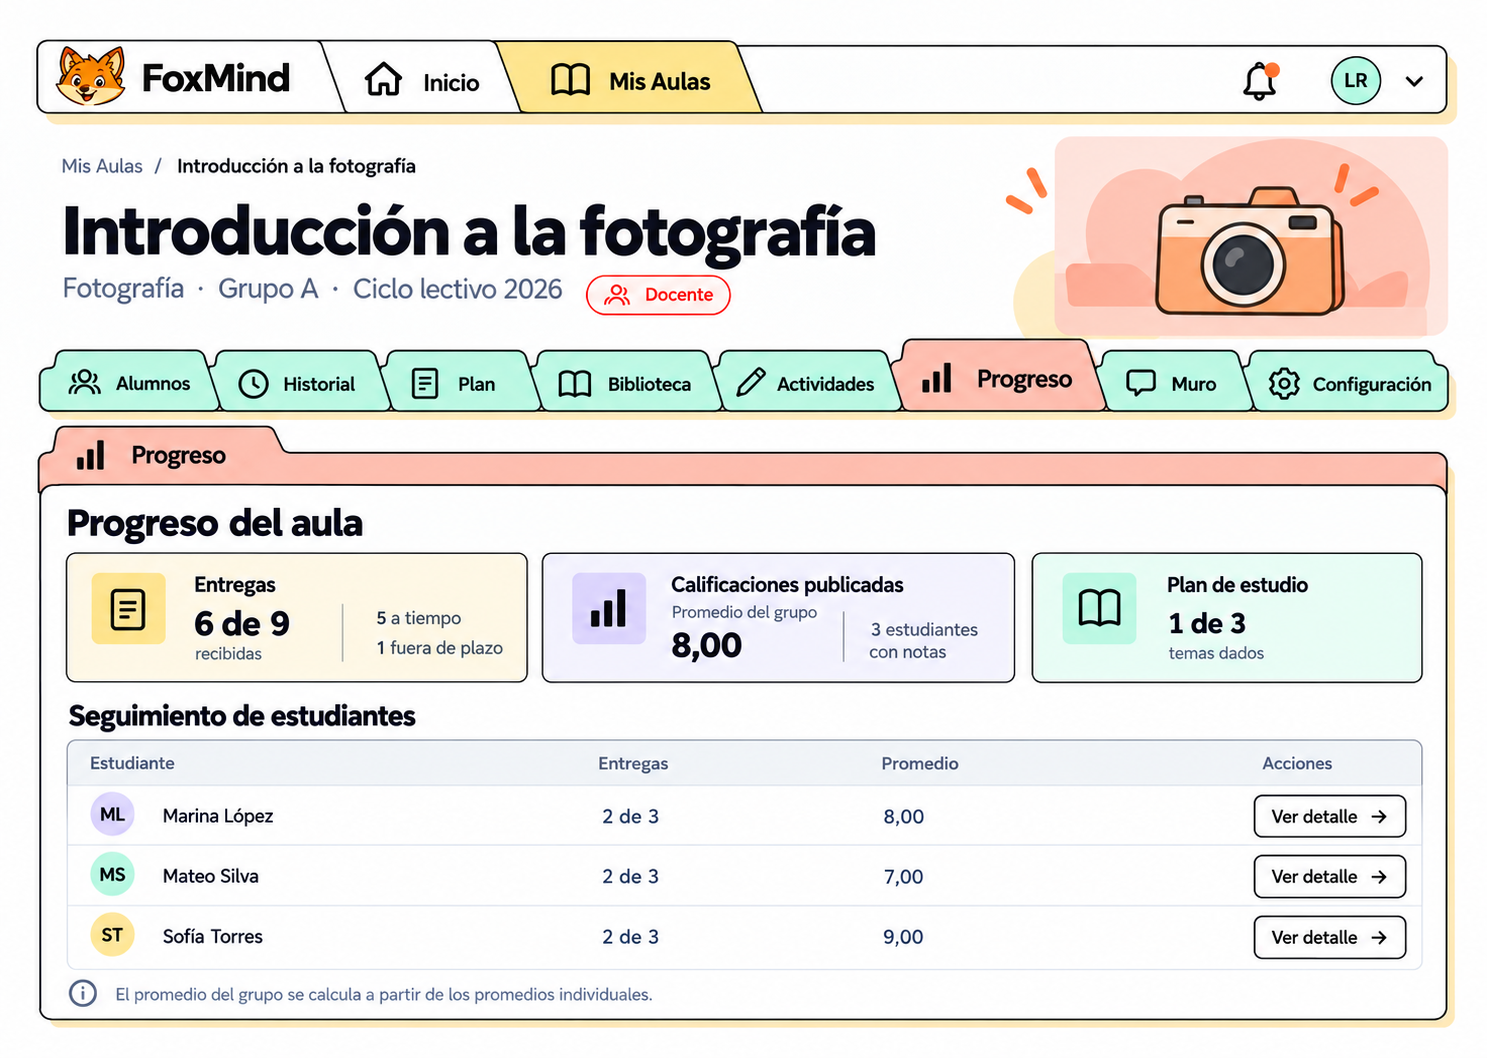 FoxMind
Inicio
Mis Aulas
LR
Mis Aulas / Introducción a la fotografía
Introducción a la fotografía
Fotografía · Grupo A · Ciclo lectivo 2026
Docente
Alumnos
Historial
Plan
Biblioteca
Actividades
Progreso
Muro
Configuración
Progreso
Progreso del aula
Entregas
6 de 9
recibidas
5 a tiempo
1 fuera de plazo
Calificaciones publicadas
Promedio del grupo
8,00
3 estudiantes
con notas
Plan de estudio
1 de 3
temas dados
Seguimiento de estudiantes
Estudiante Entregas Promedio Acciones
ML Marina López 2 de 3 8,00 Ver detalle →
MS Mateo Silva 2 de 3 7,00 Ver detalle →
ST Sofía Torres 2 de 3 9,00 Ver detalle →
El promedio del grupo se calcula a partir de los promedios individuales.